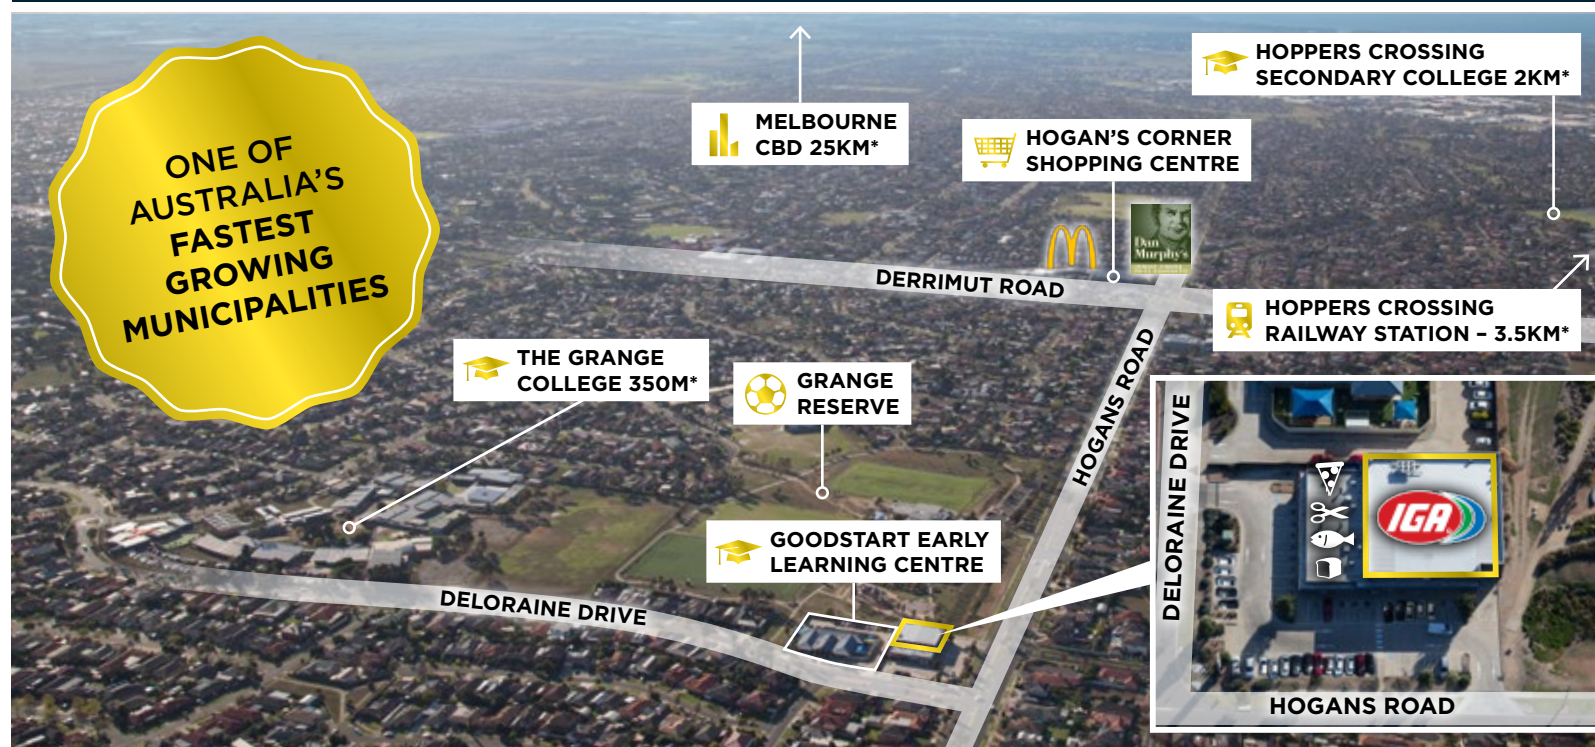 ONE OF
AUSTRALIA'S
FASTEST
GROWING
MUNICIPALITIES
MELBOURNE
CBD 25KM*
HOGAN'S CORNER
SHOPPING CENTRE
HOPPERS CROSSING
SECONDARY COLLEGE 2KM*
Dan
Murphy's
DERRIMUT ROAD
HOPPERS CROSSING
RAILWAY STATION – 3.5KM*
THE GRANGE
COLLEGE 350M*
GRANGE
RESERVE
HOGANS ROAD
GOODSTART EARLY
LEARNING CENTRE
DELORAINE DRIVE
DELORAINE DRIVE
IGA
HOGANS ROAD